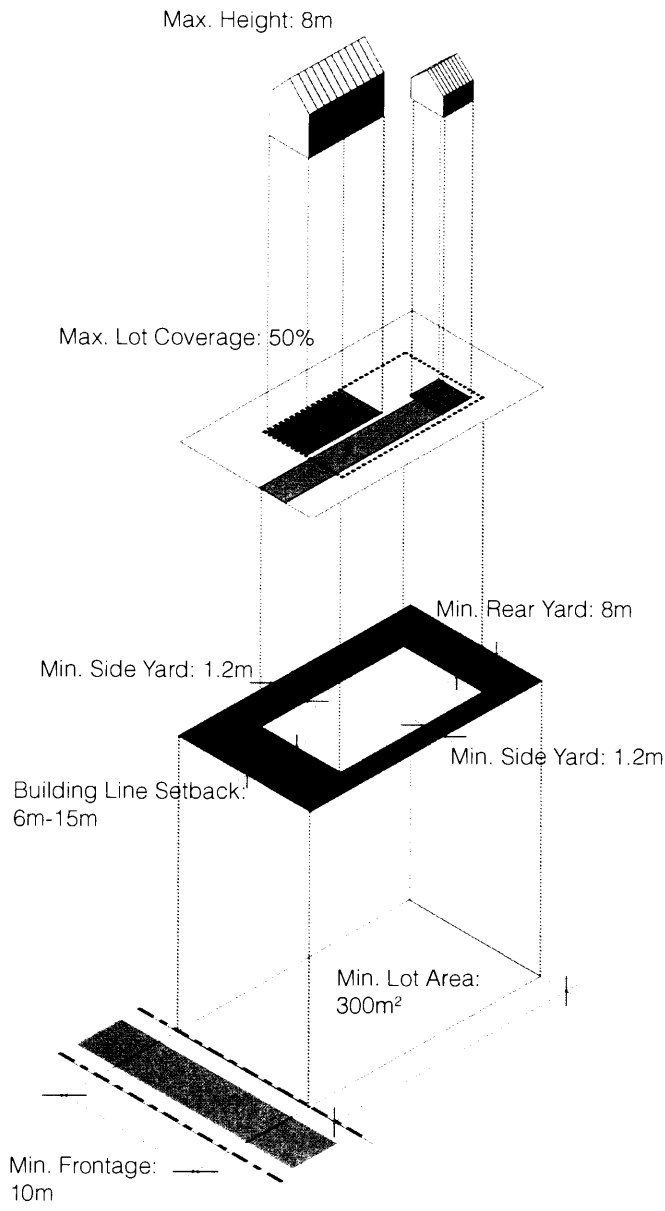 Max. Height: 8m
Max. Lot Coverage: 50%
Min. Rear Yard: 8m
Min. Side Yard: 1.2m
Min. Side Yard: 1.2m
Building Line Setback:
6m-15m
Min. Lot Area:
300m²
Min. Frontage:
10m